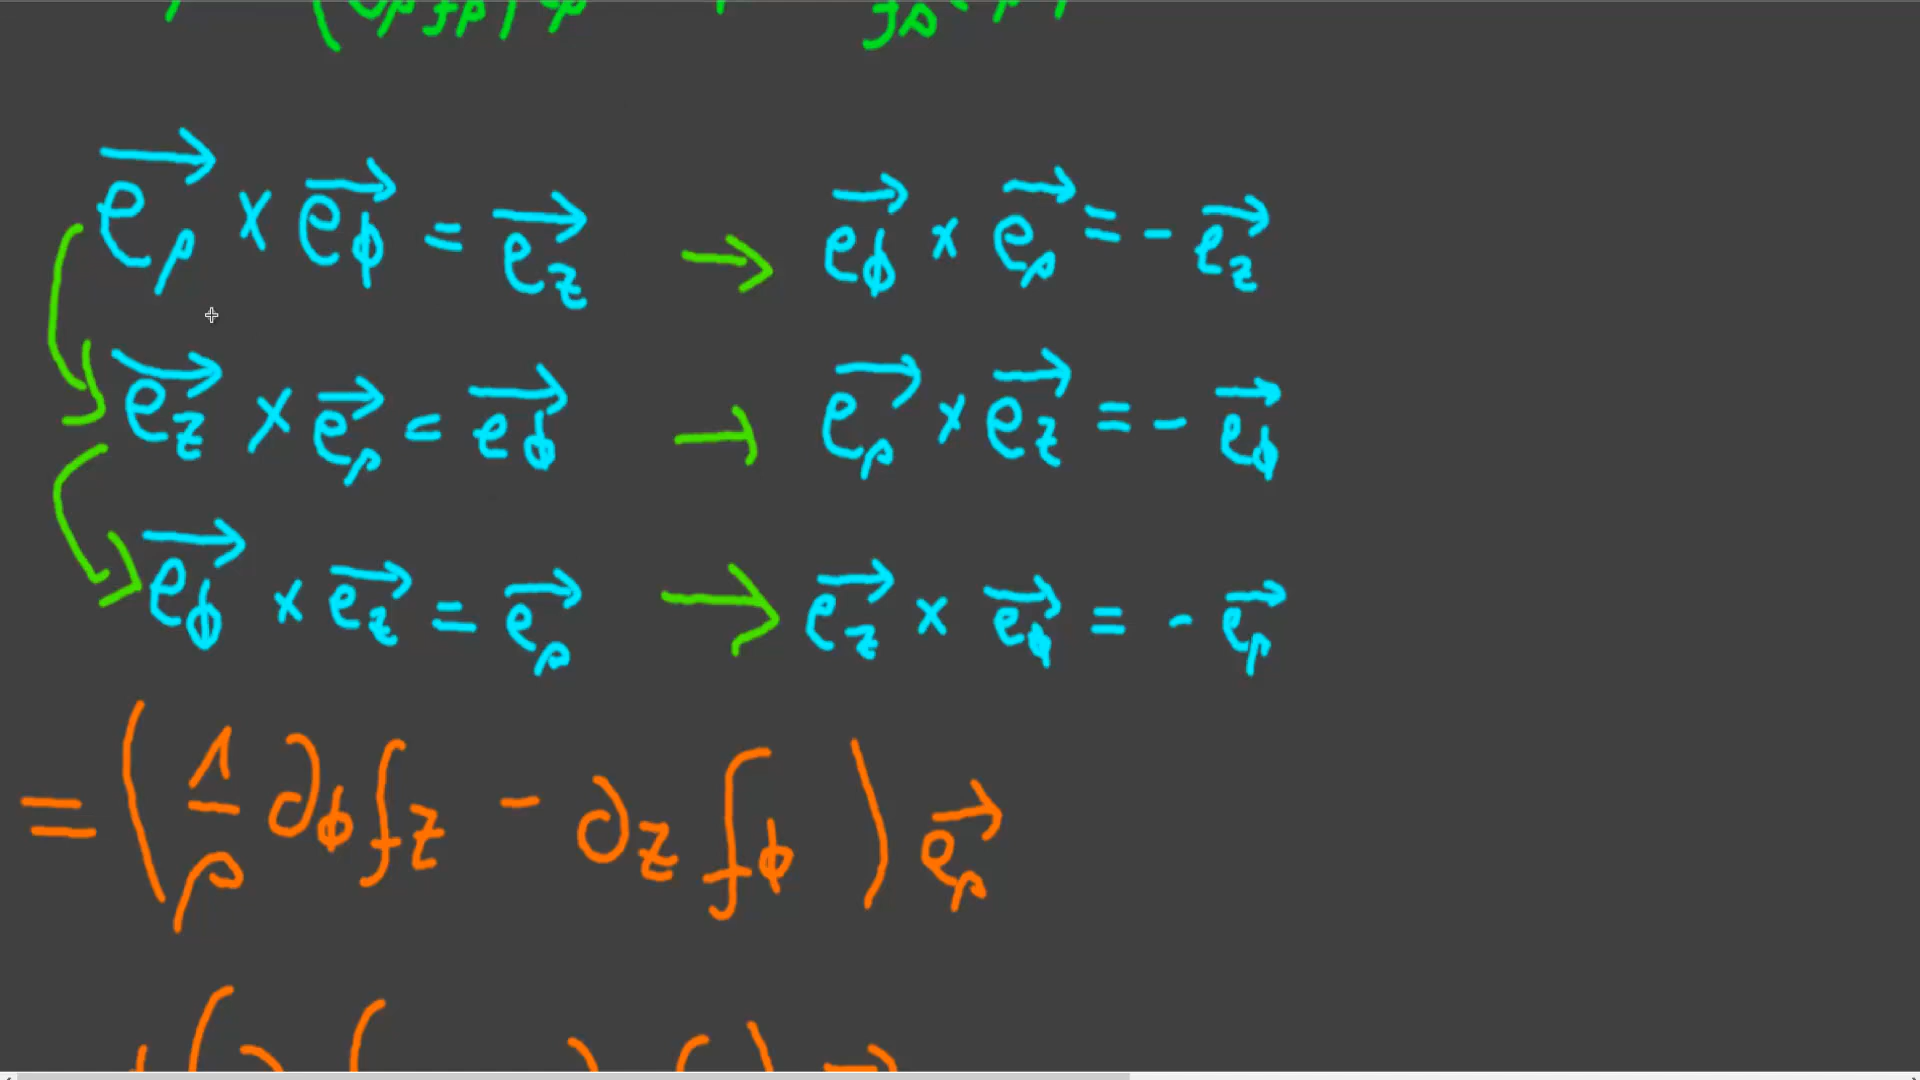 e⃗ρ × e⃗ϕ = e⃗z → e⃗ϕ × e⃗ρ = - e⃗z
e⃗z × e⃗ρ = e⃗ϕ → e⃗ρ × e⃗z = - e⃗ϕ
e⃗ϕ × e⃗z = e⃗ρ → e⃗z × e⃗ϕ = - e⃗ρ
= ( 1/ρ ∂ϕ fz - ∂z fϕ ) e⃗ρ